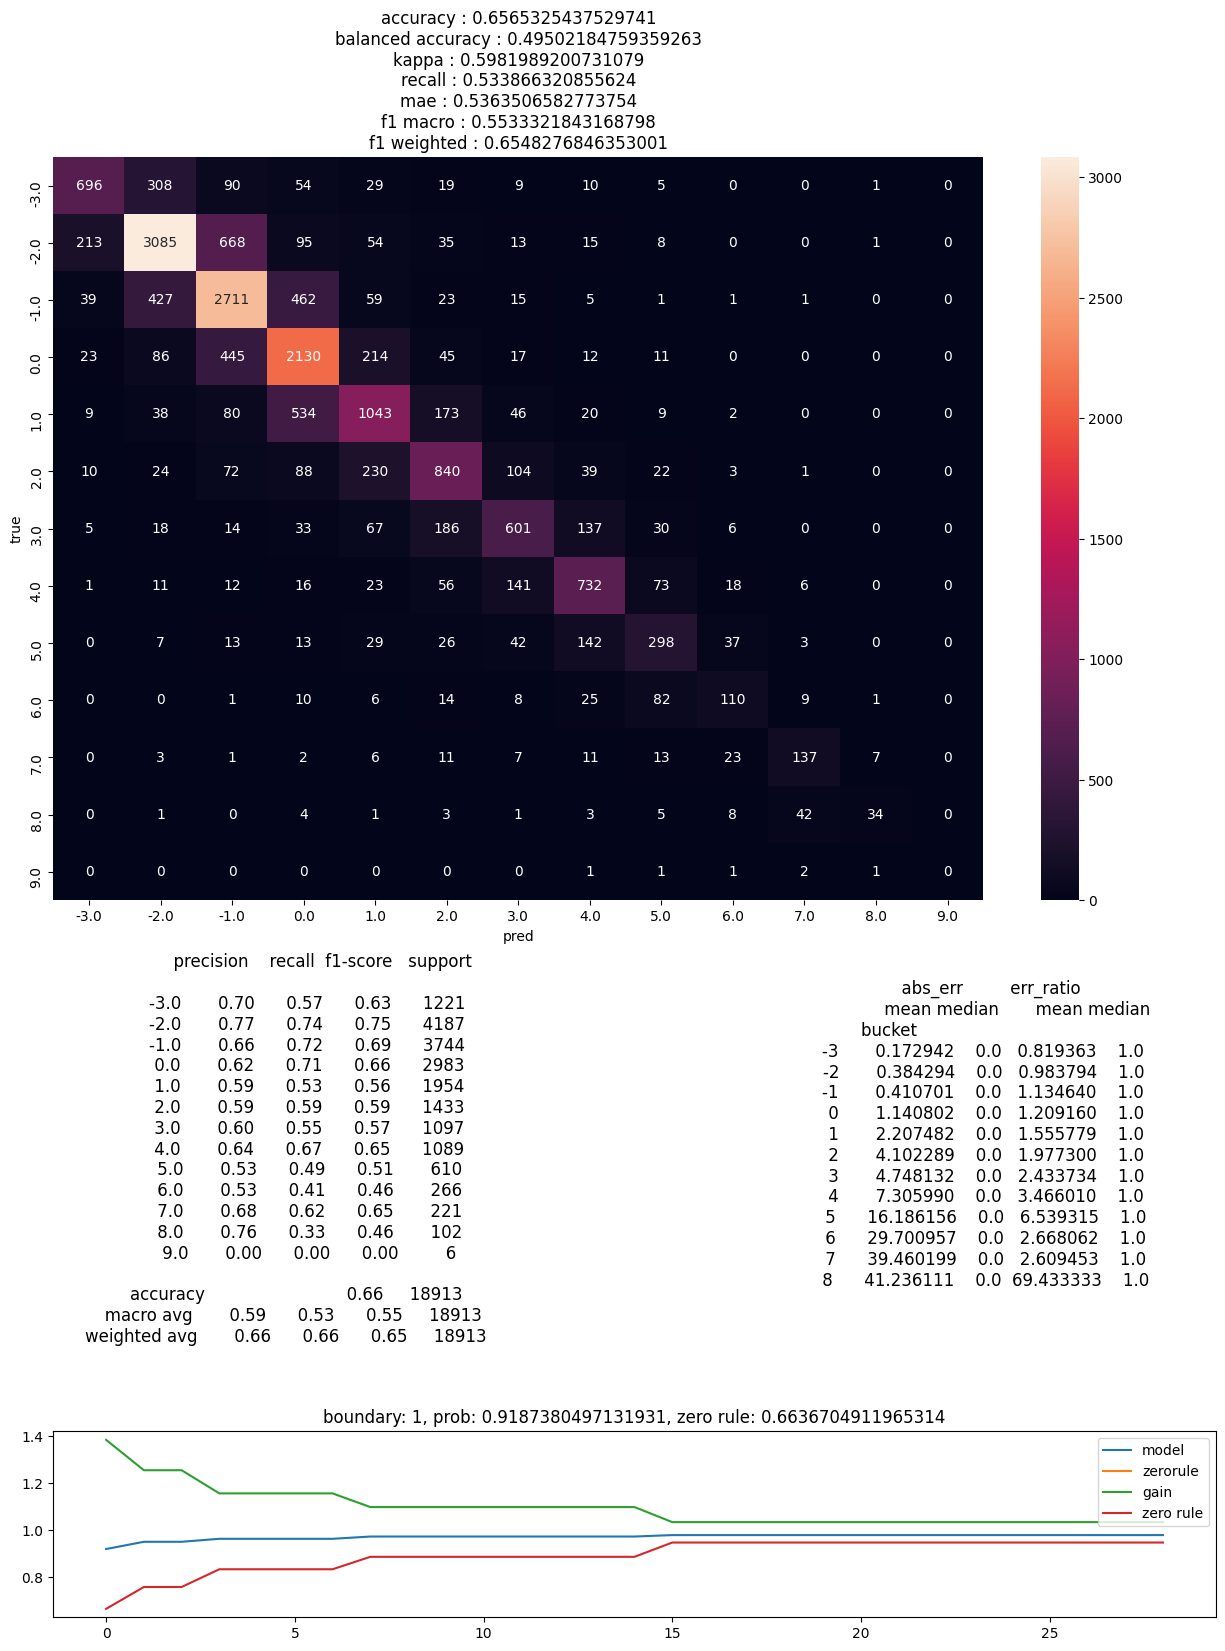 accuracy : 0.6565325437529741
balanced accuracy : 0.49502184759359263
kappa : 0.5981989200731079
recall : 0.533866320855624
mae : 0.5363506582773754
f1 macro : 0.5533321843168798
f1 weighted : 0.6548276846353001
-3.0 696 308 90 54 29 19 9 10 5 0 0 1 0
-2.0 213 3085 668 95 54 35 13 15 8 0 0 1 0
-1.0 39 427 2711 462 59 23 15 5 1 1 1 0 0
0.0 23 86 445 2130 214 45 17 12 11 0 0 0 0
1.0 9 38 80 534 1043 173 46 20 9 2 0 0 0
2.0 10 24 72 88 230 840 104 39 22 3 1 0 0
3.0 5 18 14 33 67 186 601 137 30 6 0 0 0
4.0 1 11 12 16 23 56 141 732 73 18 6 0 0
5.0 0 7 13 13 29 26 42 142 298 37 3 0 0
6.0 0 0 1 10 6 14 8 25 82 110 9 1 0
7.0 0 3 1 2 6 11 7 11 13 23 137 7 0
8.0 0 1 0 4 1 3 1 3 5 8 42 34 0
9.0 0 0 0 0 0 0 0 1 1 1 2 1 0
true
-3.0 -2.0 -1.0 0.0 1.0 2.0 3.0 4.0 5.0 6.0 7.0 8.0 9.0
pred
3000
2500
2000
1500
1000
500
0
precision recall f1-score support
-3.0 0.70 0.57 0.63 1221
-2.0 0.77 0.74 0.75 4187
-1.0 0.66 0.72 0.69 3744
0.0 0.62 0.71 0.66 2983
1.0 0.59 0.53 0.56 1954
2.0 0.59 0.59 0.59 1433
3.0 0.60 0.55 0.57 1097
4.0 0.64 0.67 0.65 1089
5.0 0.53 0.49 0.51 610
6.0 0.53 0.41 0.46 266
7.0 0.68 0.62 0.65 221
8.0 0.76 0.33 0.46 102
9.0 0.00 0.00 0.00 6
accuracy 0.66 18913
macro avg 0.59 0.53 0.55 18913
weighted avg 0.66 0.66 0.65 18913
abs_err err_ratio
mean median mean median
bucket
-3 0.172942 0.0 0.819363 1.0
-2 0.384294 0.0 0.983794 1.0
-1 0.410701 0.0 1.134640 1.0
0 1.140802 0.0 1.209160 1.0
1 2.207482 0.0 1.555779 1.0
2 4.102289 0.0 1.977300 1.0
3 4.748132 0.0 2.433734 1.0
4 7.305990 0.0 3.466010 1.0
5 16.186156 0.0 6.539315 1.0
6 29.700957 0.0 2.668062 1.0
7 39.460199 0.0 2.609453 1.0
8 41.236111 0.0 69.433333 1.0
boundary: 1, prob: 0.9187380497131931, zero rule: 0.6636704911965314
1.4
1.2
1.0
0.8
model
zerorule
gain
zero rule
0 5 10 15 20 25